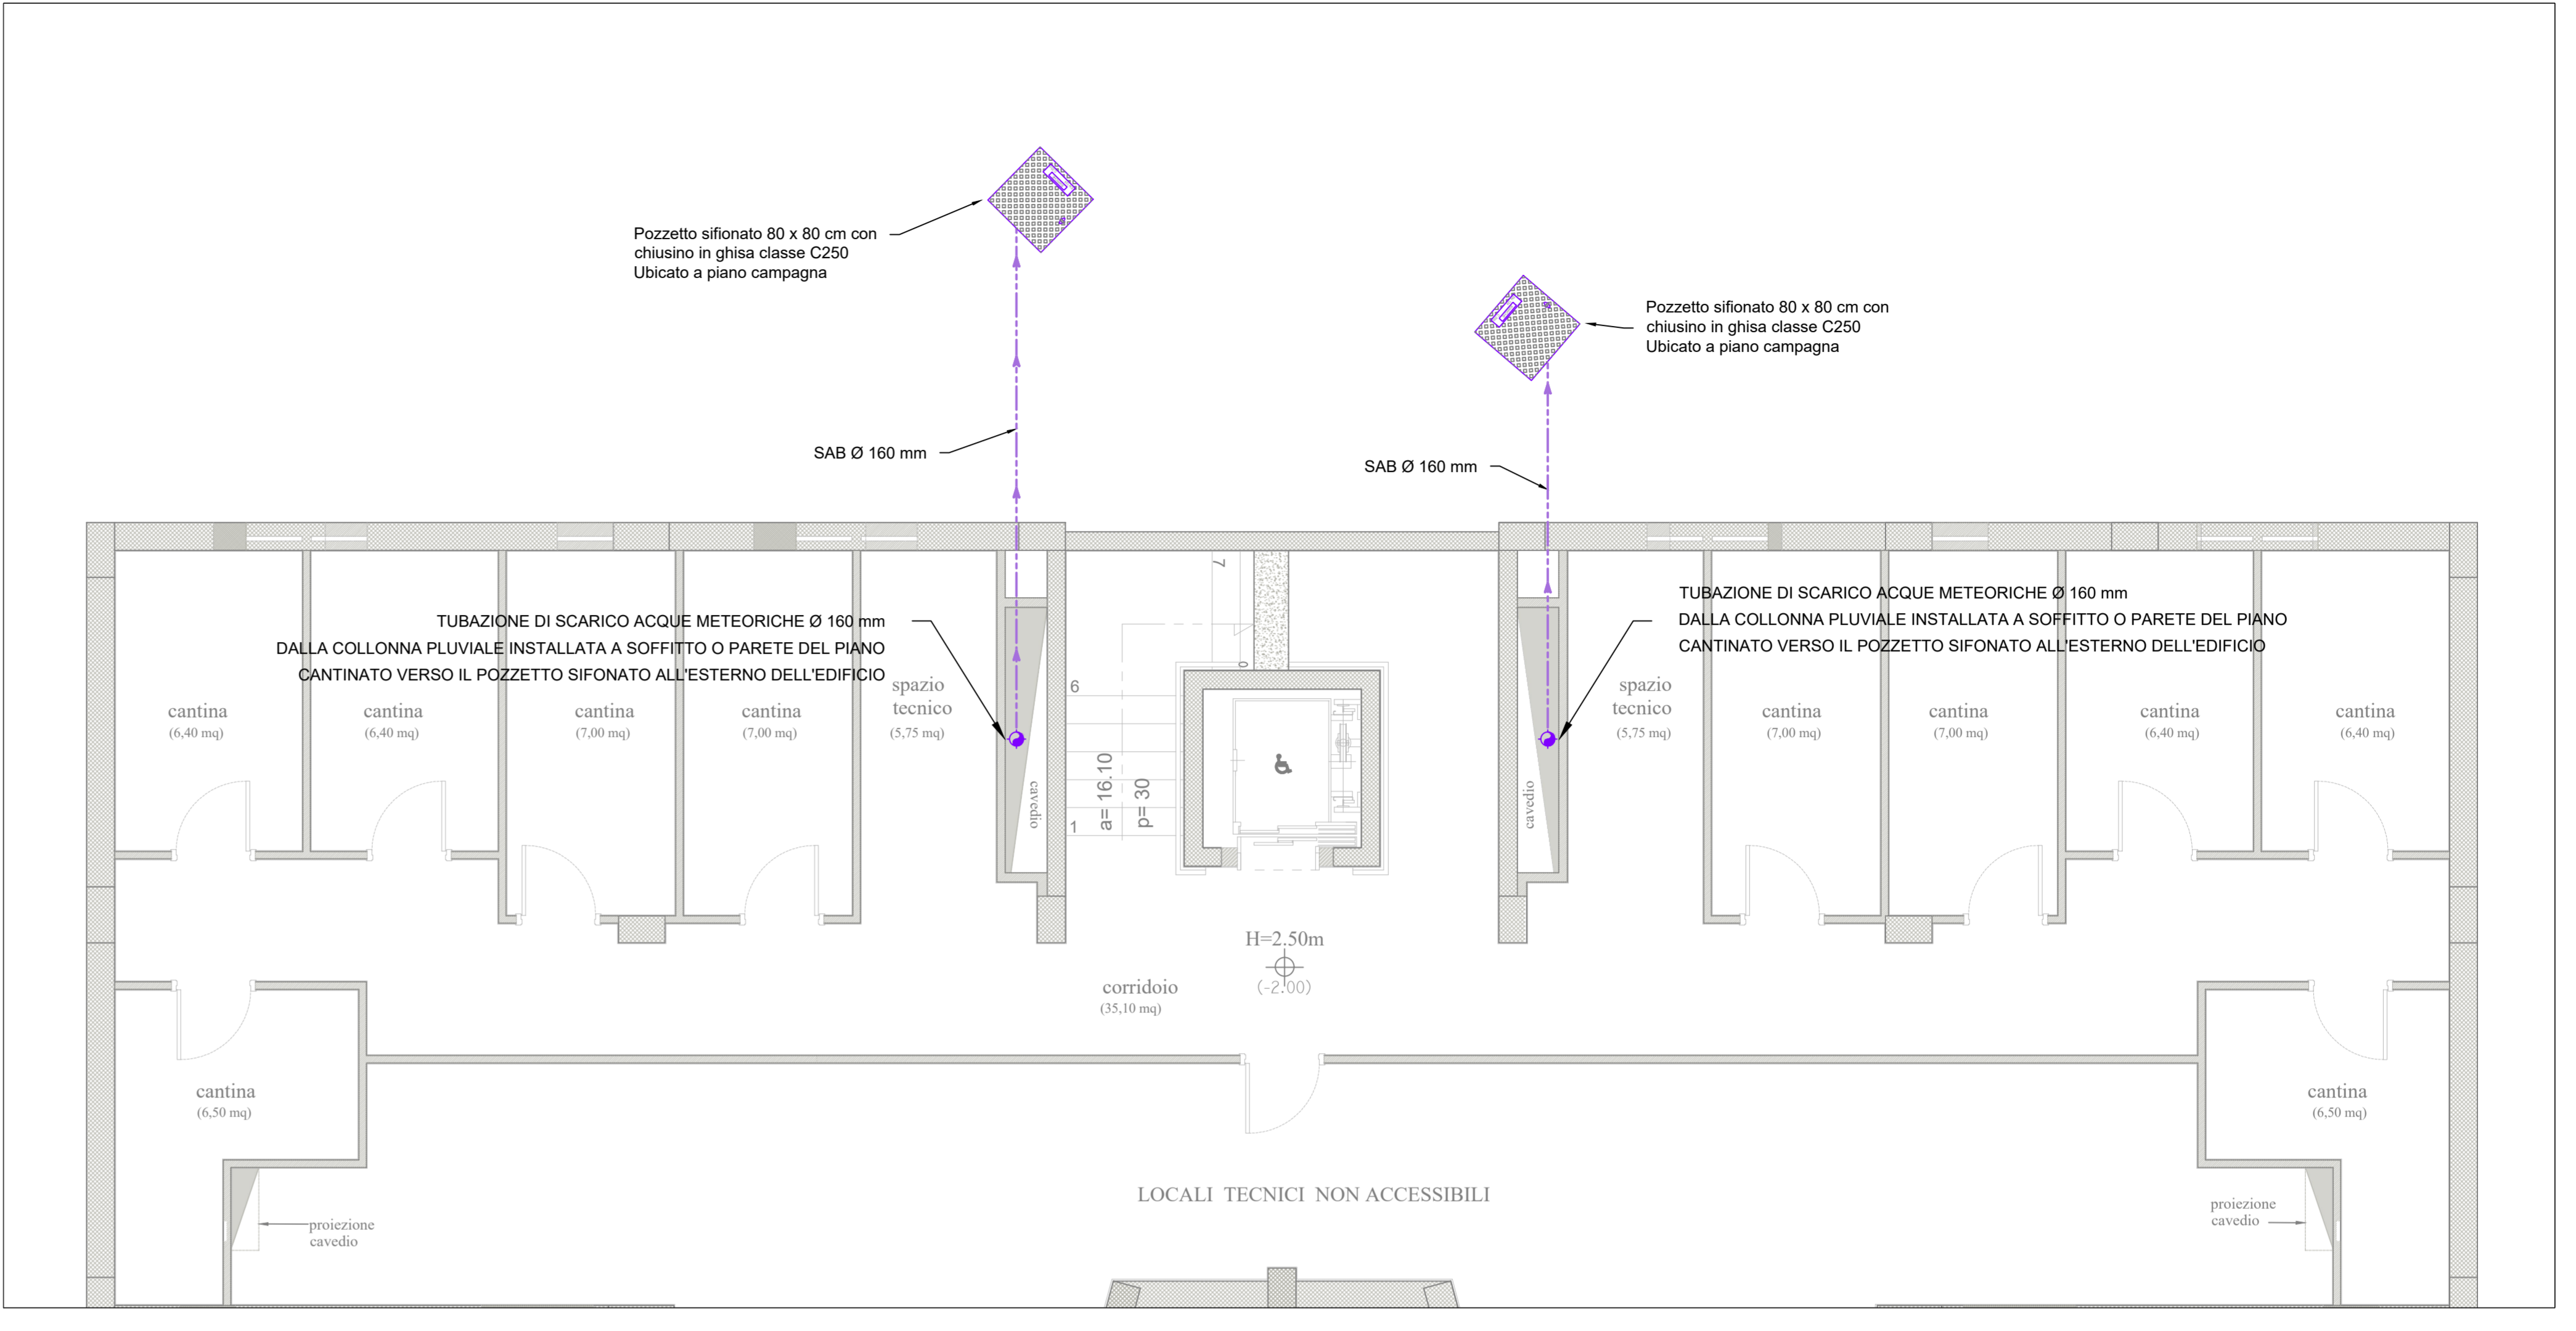 Pozzetto sifionato 80 x 80 cm con
chiusino in ghisa classe C250
Ubicato a piano campagna
Pozzetto sifionato 80 x 80 cm con
chiusino in ghisa classe C250
Ubicato a piano campagna
SAB Ø 160 mm
SAB Ø 160 mm
TUBAZIONE DI SCARICO ACQUE METEORICHE Ø 160 mm
DALLA COLLONNA PLUVIALE INSTALLATA A SOFFITTO O PARETE DEL PIANO
CANTINATO VERSO IL POZZETTO SIFONATO ALL'ESTERNO DELL'EDIFICIO
TUBAZIONE DI SCARICO ACQUE METEORICHE Ø 160 mm
DALLA COLLONNA PLUVIALE INSTALLATA A SOFFITTO O PARETE DEL PIANO
CANTINATO VERSO IL POZZETTO SIFONATO ALL'ESTERNO DELL'EDIFICIO
cantina
(6,40 mq)
cantina
(6,40 mq)
cantina
(7,00 mq)
cantina
(7,00 mq)
spazio
tecnico
(5,75 mq)
cavedio
7
0
6
1
a= 16.10
p= 30
cavedio
spazio
tecnico
(5,75 mq)
cantina
(7,00 mq)
cantina
(7,00 mq)
cantina
(6,40 mq)
cantina
(6,40 mq)
H=2.50m
(-2.00)
corridoio
(35,10 mq)
cantina
(6,50 mq)
cantina
(6,50 mq)
LOCALI TECNICI NON ACCESSIBILI
proiezione
cavedio
proiezione
cavedio